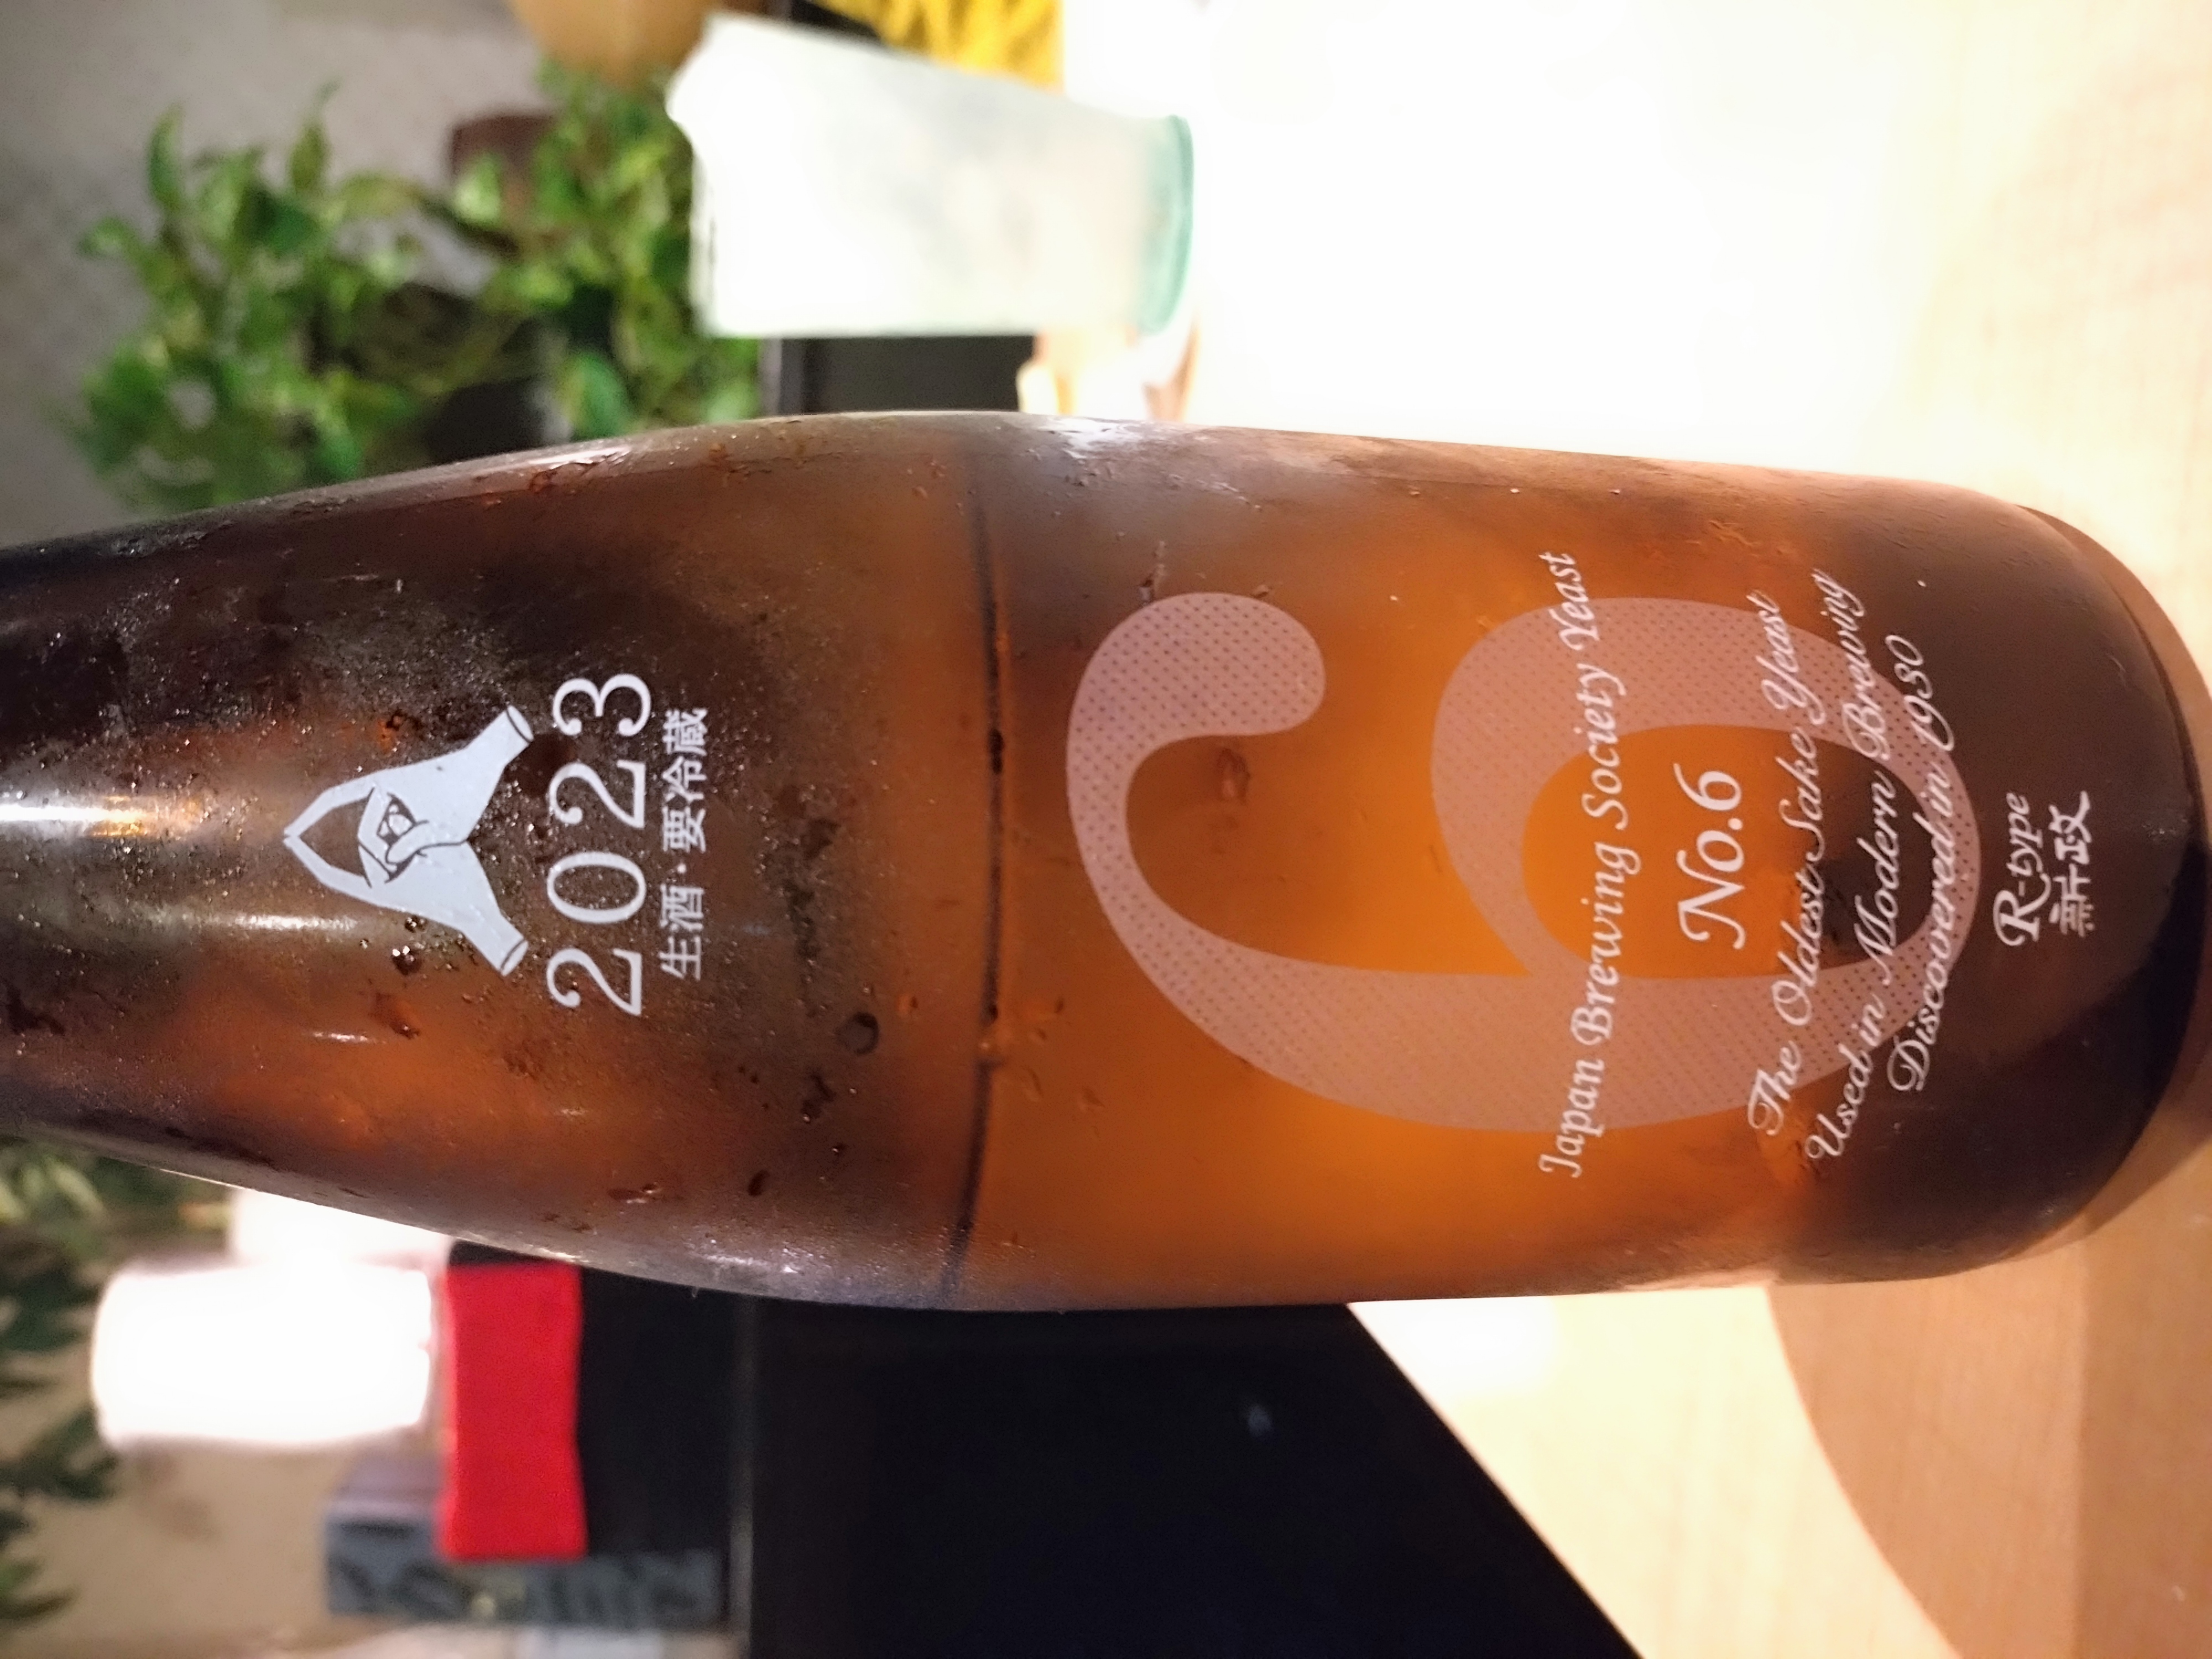 2023
生酒・要冷蔵
6
Japan Brewing Society Yeast
No.6
The Oldest Sake Yeast
Used in Modern Brewing
Discovered in 1930
R-type
新政